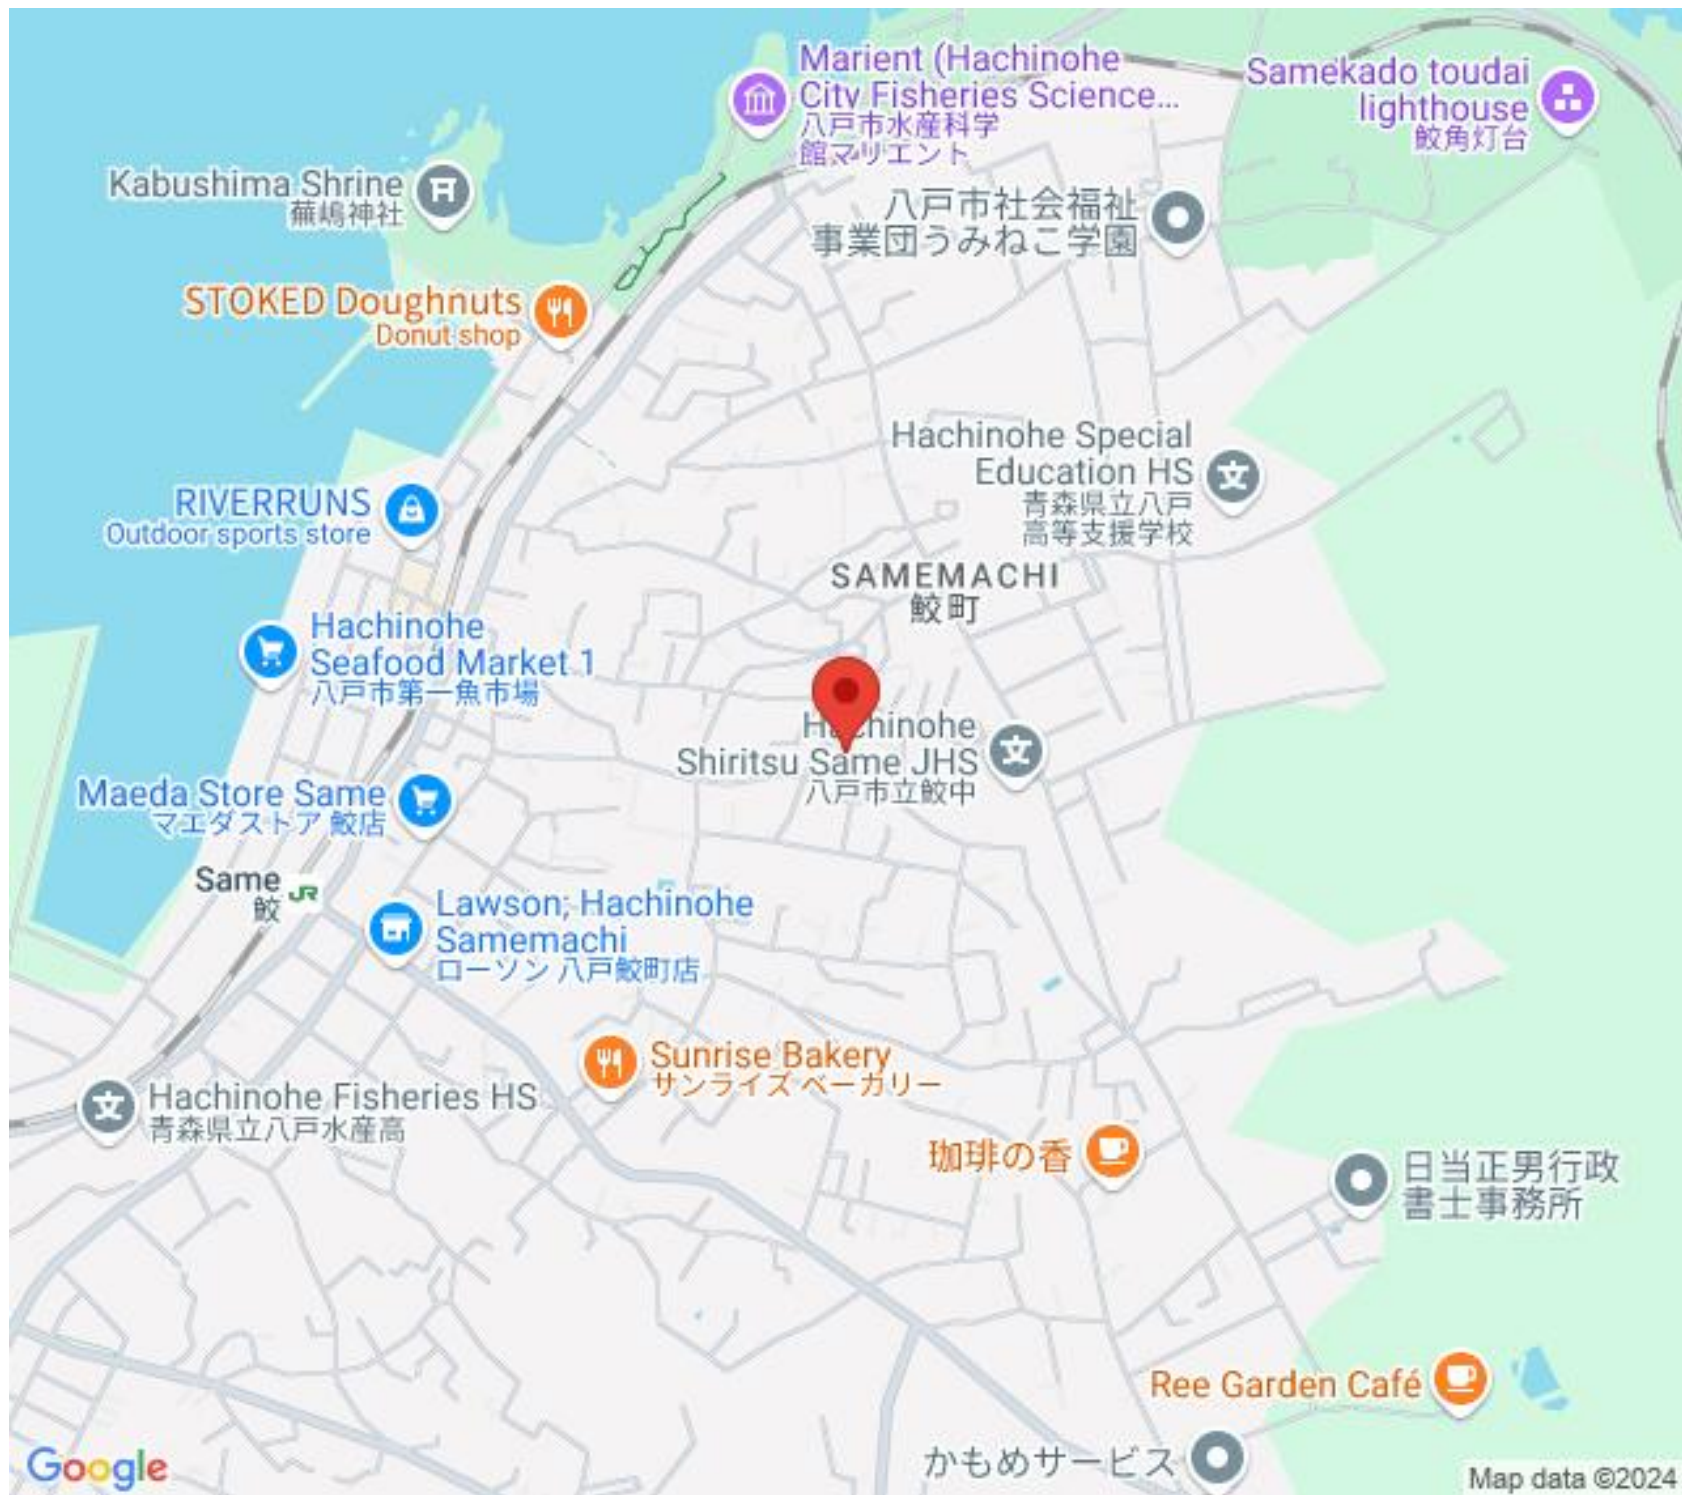 Marient (Hachinohe
City Fisheries Science...
八戸市水産科学
館マリエント
Samekado toudai
lighthouse
鮫角灯台
Kabushima Shrine
蕪嶋神社
八戸市社会福祉
事業団うみねこ学園
STOKED Doughnuts
Donut shop
Hachinohe Special
Education HS
青森県立八戸
高等支援学校
RIVERRUNS
Outdoor sports store
SAMEMACHI
鮫町
Hachinohe
Seafood Market 1
八戸市第一魚市場
Hachinohe
Shiritsu Same JHS
八戸市立鮫中
Maeda Store Same
マエダストア 鮫店
Same
鮫
JR
Lawson, Hachinohe
Samemachi
ローソン 八戸鮫町店
Sunrise Bakery
サンライズ ベーカリー
Hachinohe Fisheries HS
青森県立八戸水産高
珈琲の香
日当正男行政
書士事務所
Ree Garden Café
かもめサービス
Google
Map data ©2024